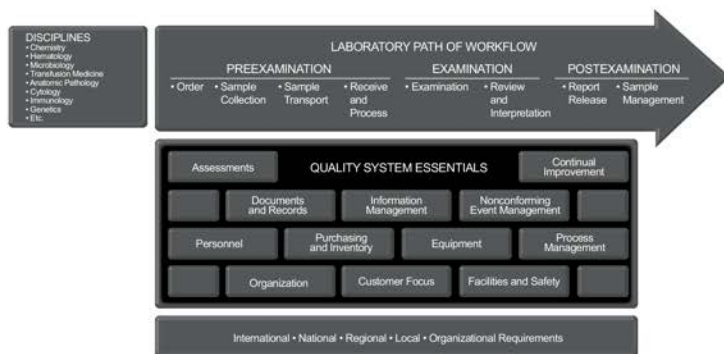 DISCIPLINES
• Chemistry
• Hematology
• Microbiology
• Transfusion Medicine
• Anatomic Pathology
• Cytology
• Immunology
• Genetics
• Etc.
LABORATORY PATH OF WORKFLOW
PREEXAMINATION
• Order
• Sample
Collection
• Sample
Transport
• Receive
and
Process
EXAMINATION
• Examination
• Review
and
Interpretation
POSTEXAMINATION
• Report
Release
• Sample
Management
QUALITY SYSTEM ESSENTIALS
Assessments
Continual
Improvement
Documents
and Records
Information
Management
Nonconforming
Event Management
Personnel
Purchasing
and Inventory
Equipment
Process
Management
Organization
Customer Focus
Facilities and Safety
International • National • Regional • Local • Organizational Requirements